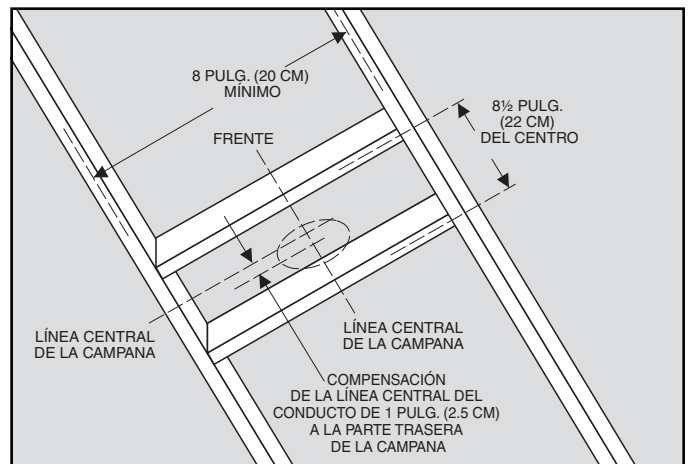 8 PULG. (20 CM)
MÍNIMO
8½ PULG.
(22 CM)
DEL CENTRO
FRENTE
LÍNEA CENTRAL
DE LA CAMPANA
LÍNEA CENTRAL
DE LA CAMPANA
COMPENSACIÓN
DE LA LÍNEA CENTRAL DEL
CONDUCTO DE 1 PULG. (2.5 CM)
A LA PARTE TRASERA
DE LA CAMPANA